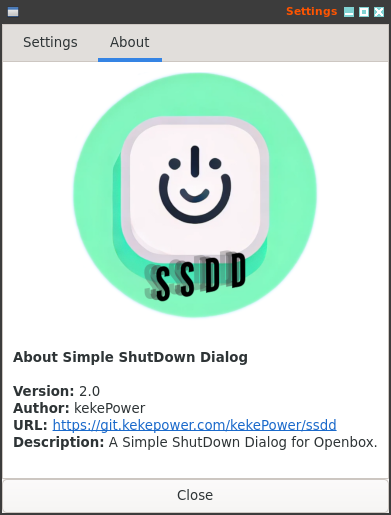 Settings
Settings About
SSDD
About Simple ShutDown Dialog
Version: 2.0
Author: kekePower
URL: https://git.kekepower.com/kekePower/ssdd
Description: A Simple ShutDown Dialog for Openbox.
Close